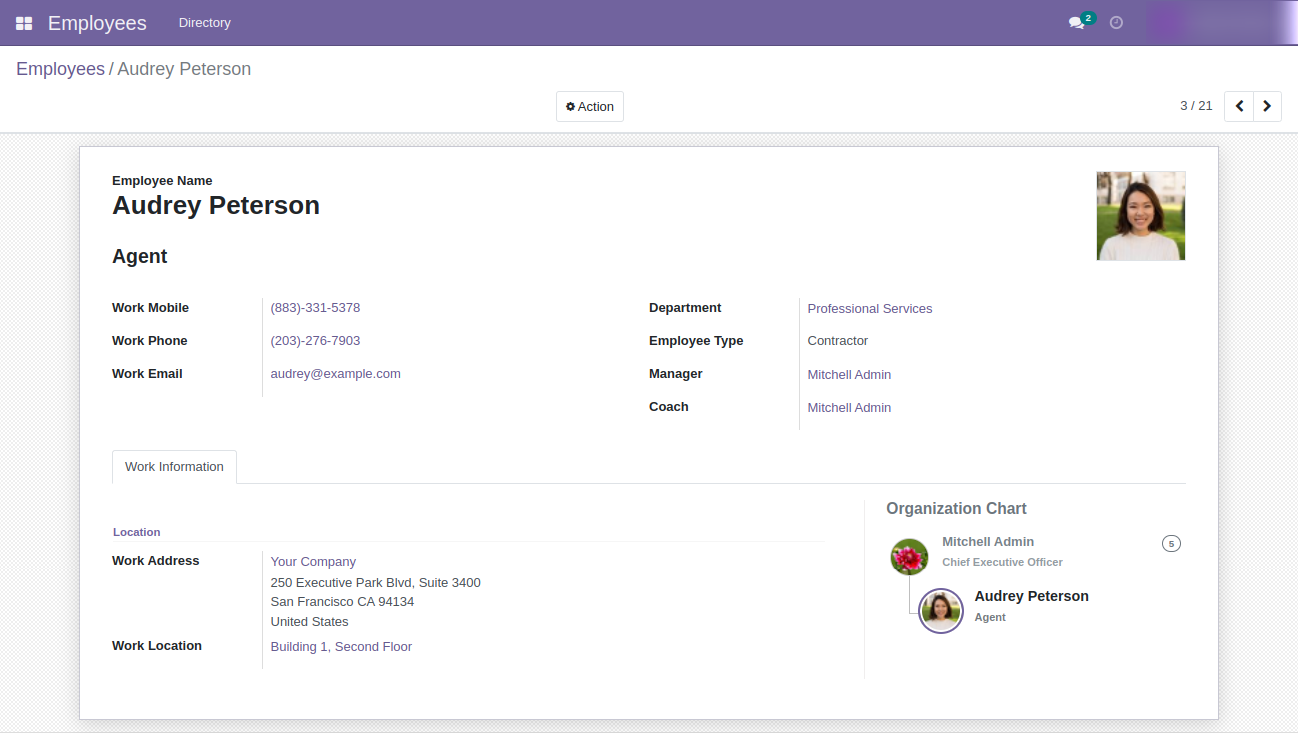 Employees Directory 2
Employees / Audrey Peterson
Action 3 / 21
Employee Name
Audrey Peterson
Agent
Work Mobile (883)-331-5378
Work Phone (203)-276-7903
Work Email audrey@example.com
Department Professional Services
Employee Type Contractor
Manager Mitchell Admin
Coach Mitchell Admin
Work Information
Location
Work Address Your Company
250 Executive Park Blvd, Suite 3400
San Francisco CA 94134
United States
Work Location Building 1, Second Floor
Organization Chart
Mitchell Admin 5
Chief Executive Officer
Audrey Peterson
Agent